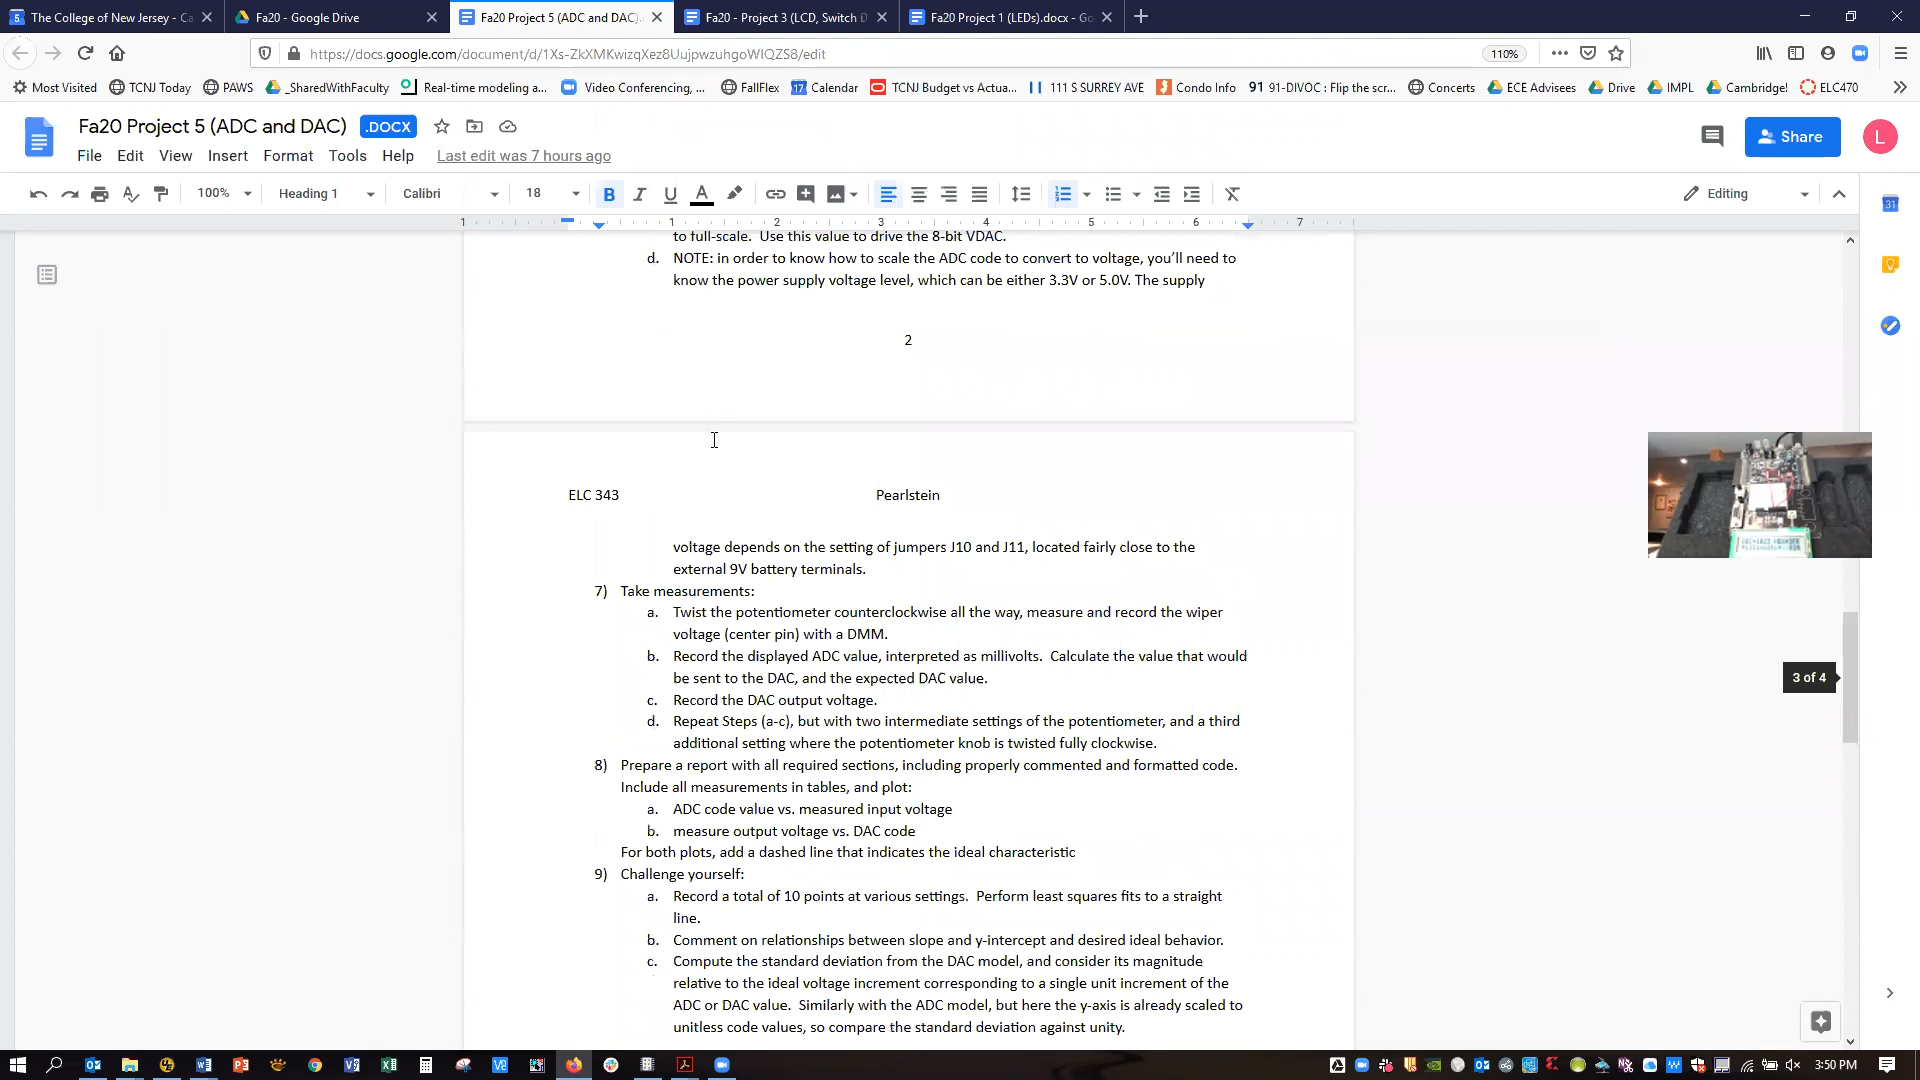 The College of New Jersey - Ca
Fa20 - Google Drive
Fa20 Project 5 (ADC and DAC).
Fa20 - Project 3 (LCD, Switch D
Fa20 Project 1 (LEDs).docx - Go
https://docs.google.com/document/d/1Xs-ZkXMKwizqXez8UujpwzuhgoWIQZS8/edit
110%
Most Visited
TCNJ Today
PAWS
_SharedWithFaculty
Real-time modeling a...
Video Conferencing, ...
FallFlex
17 Calendar
TCNJ Budget vs Actua...
111 S SURREY AVE
Condo Info
91 91-DIVOC : Flip the scr...
Concerts
ECE Advisees
Drive
IMPL
Cambridge!
ELC470
Fa20 Project 5 (ADC and DAC) .DOCX
Share
L
File Edit View Insert Format Tools Help Last edit was 7 hours ago
100% Heading 1 Calibri 18 B I U A Editing
1 1 2 3 4 5 6 7
31
to full-scale. Use this value to drive the 8-bit VDAC.
d. NOTE: in order to know how to scale the ADC code to convert to voltage, you’ll need to
know the power supply voltage level, which can be either 3.3V or 5.0V. The supply
2
ELC 343 Pearlstein
voltage depends on the setting of jumpers J10 and J11, located fairly close to the
external 9V battery terminals.
7) Take measurements:
a. Twist the potentiometer counterclockwise all the way, measure and record the wiper
voltage (center pin) with a DMM.
b. Record the displayed ADC value, interpreted as millivolts. Calculate the value that would
be sent to the DAC, and the expected DAC value.
3 of 4
c. Record the DAC output voltage.
d. Repeat Steps (a-c), but with two intermediate settings of the potentiometer, and a third
additional setting where the potentiometer knob is twisted fully clockwise.
8) Prepare a report with all required sections, including properly commented and formatted code.
Include all measurements in tables, and plot:
a. ADC code value vs. measured input voltage
b. measure output voltage vs. DAC code
For both plots, add a dashed line that indicates the ideal characteristic
9) Challenge yourself:
a. Record a total of 10 points at various settings. Perform least squares fits to a straight
line.
b. Comment on relationships between slope and y-intercept and desired ideal behavior.
c. Compute the standard deviation from the DAC model, and consider its magnitude
relative to the ideal voltage increment corresponding to a single unit increment of the
ADC or DAC value. Similarly with the ADC model, but here the y-axis is already scaled to
unitless code values, so compare the standard deviation against unity.
3:50 PM